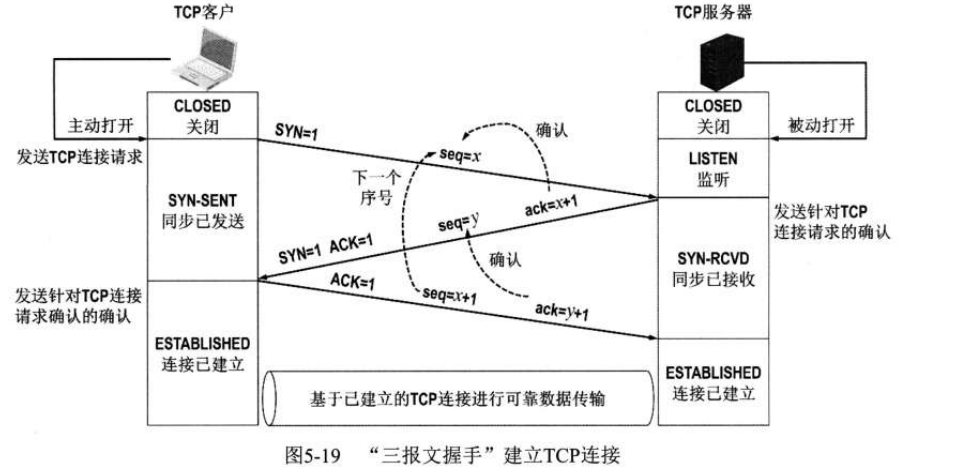 TCP客户
TCP服务器
CLOSED
关闭
CLOSED
关闭
主动打开
被动打开
SYN=1
确认
发送TCP连接请求
seq=x
LISTEN
监听
下一个
序号
SYN-SENT
同步已发送
ack=x+1
seq=y
发送针对TCP
连接请求的确认
SYN=1 ACK=1
确认
SYN-RCVD
同步已接收
ACK=1
seq=x+1
ack=y+1
发送针对TCP连接
请求确认的确认
ESTABLISHED
连接已建立
ESTABLISHED
连接已建立
基于已建立的TCP连接进行可靠数据传输
图5-19 “三报文握手”建立TCP连接